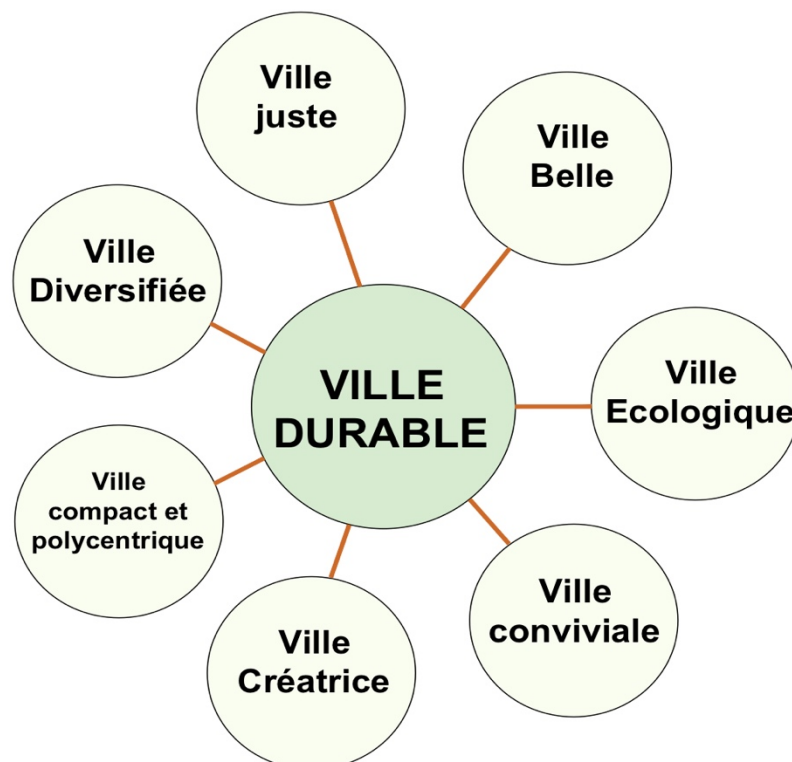 Ville
juste
Ville
Belle
Ville
Diversifiée
Ville
Ecologique
VILLE
DURABLE
Ville
compact et
polycentrique
Ville
conviviale
Ville
Créatrice